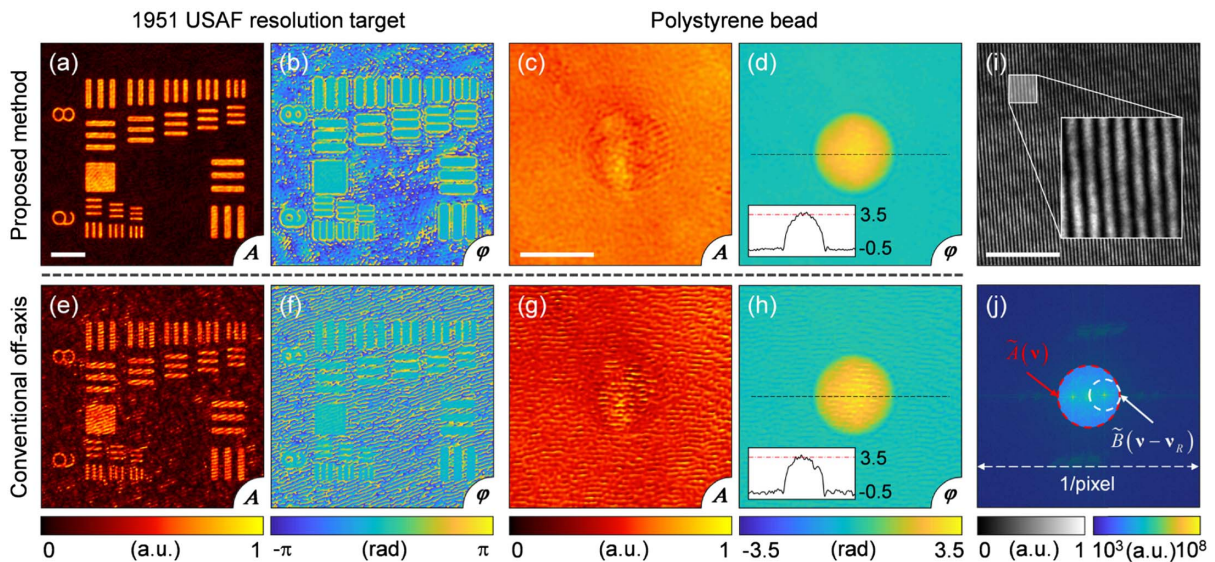 1951 USAF resolution target
Polystyrene bead
Proposed method
(a)
A
(b)
φ
(c)
A
(d)
3.5
-0.5
φ
(i)
Conventional off-axis
(e)
A
(f)
φ
(g)
A
(h)
3.5
-0.5
φ
(j)
Ã(ν)
B̃(ν − ν_R)
1/pixel
0 (a.u.) 1
-π (rad) π
0 (a.u.) 1
-3.5 (rad) 3.5
0 (a.u.) 1
10³ (a.u.) 10⁸